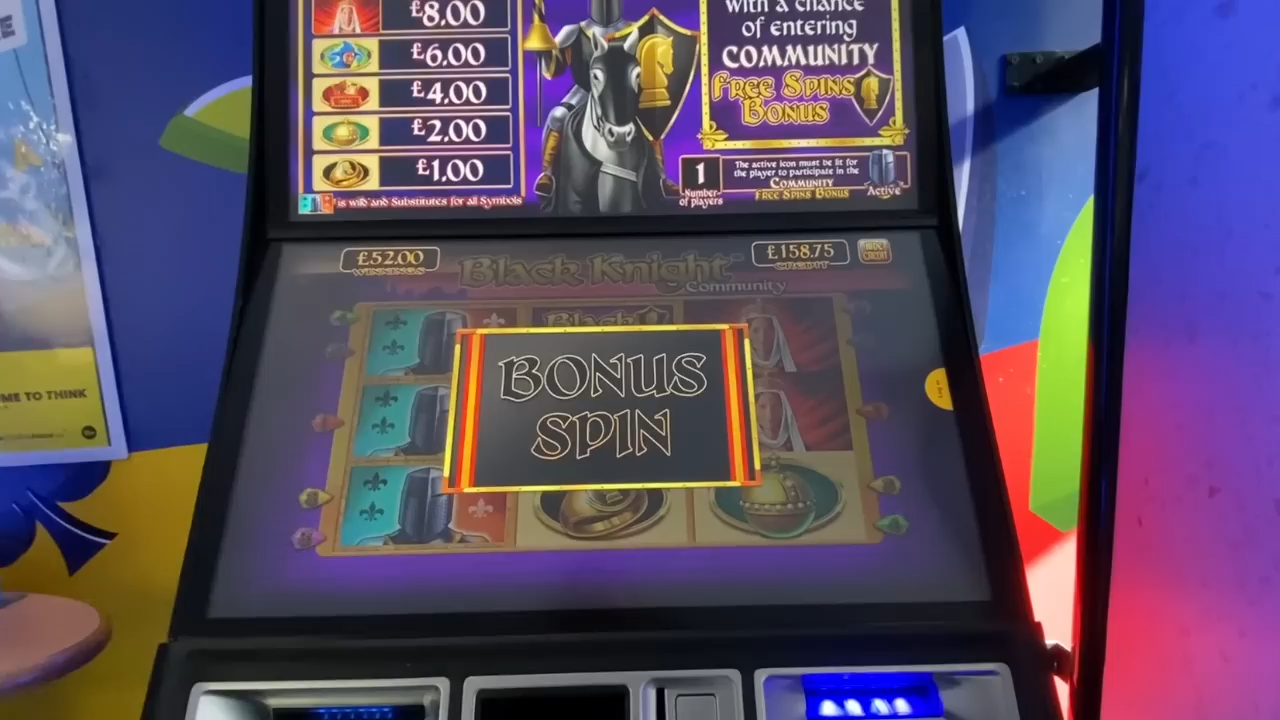 £8.00
£6.00
£4.00
£2.00
£1.00
is wild and Substitutes for all Symbols
with a chance
of entering
COMMUNITY
FREE SPINS
BONUS
1
Number
of players
The active icon must be lit for
the player to participate in the
COMMUNITY
FREE SPINS BONUS
Active
£52.00
WINNINGS
Black Knight
Community
£158.75
CREDIT
BONUS
SPIN
ME TO THINK